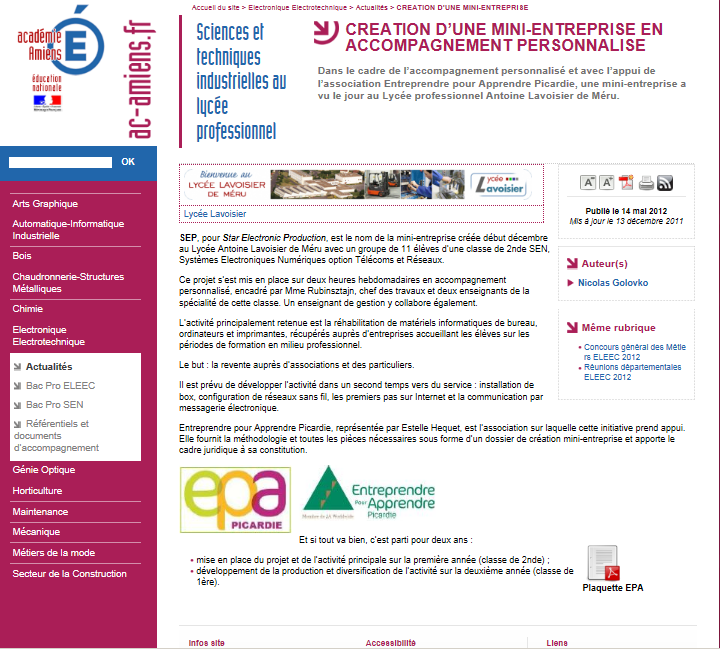 Accueil du site > Electronique Electrotechnique > Actualités > CREATION D'UNE MINI-ENTREPRISE
académie
Amiens
éducation
nationale
ac-amiens.fr
Sciences et
techniques
industrielles au
lycée
professionnel
CREATION D'UNE MINI-ENTREPRISE EN
ACCOMPAGNEMENT PERSONNALISE
Dans le cadre de l'accompagnement personnalisé et avec l'appui de
l'association Entreprendre pour Apprendre Picardie, une mini-entreprise a
vu le jour au Lycée professionnel Antoine Lavoisier de Méru.
OK
Arts Graphique
Automatique-Informatique
Industrielle
Bois
Chaudronnerie-Structures
Métalliques
Chimie
Electronique
Electrotechnique
Actualités
Bac Pro ELEEC
Bac Pro SEN
Référentiels et
documents
d'accompagnement
Génie Optique
Horticulture
Maintenance
Mécanique
Métiers de la mode
Secteur de la Construction
Bienvenue au
LYCÉE LAVOISIER
DE MÉRU
lycée
Lavoisier
Lycée Lavoisier
SEP, pour Star Electronic Production, est le nom de la mini-entreprise créée début décembre
au Lycée Antoine Lavoisier de Méru avec un groupe de 11 élèves d'une classe de 2nde SEN,
Systèmes Electroniques Numériques option Télécoms et Réseaux.
Ce projet s'est mis en place sur deux heures hebdomadaires en accompagnement
personnalisé, encadré par Mme Rubinsztajn, chef des travaux et deux enseignants de la
spécialité de cette classe. Un enseignant de gestion y collabore également.
L'activité principalement retenue est la réhabilitation de matériels informatiques de bureau,
ordinateurs et imprimantes, récupérés auprès d'entreprises accueillant les élèves sur les
périodes de formation en milieu professionnel.
Le but : la revente auprès d'associations et des particuliers.
Il est prévu de développer l'activité dans un second temps vers du service : installation de
box, configuration de réseaux sans fil, les premiers pas sur Internet et la communication par
messagerie électronique.
Entreprendre pour Apprendre Picardie, représentée par Estelle Hequet, est l'association sur laquelle cette initiative prend appui.
Elle fournit la méthodologie et toutes les pièces nécessaires sous forme d'un dossier de création mini-entreprise et apporte le
cadre juridique à sa constitution.
epa
PICARDIE
Entreprendre
Pour Apprendre
Picardie
Et si tout va bien, c'est parti pour deux ans :
• mise en place du projet et de l'activité principale sur la première année (classe de 2nde) ;
• développement de la production et diversification de l'activité sur la deuxième année (classe de
1ère).
Plaquette EPA
A A
Publié le 14 mai 2012
Mis à jour le 13 décembre 2011
Auteur(s)
Nicolas Golovko
Même rubrique
• Concours général des Métie
rs ELEEC 2012
• Réunions départementales
ELEEC 2012
Infos site
Accessibilité
Liens